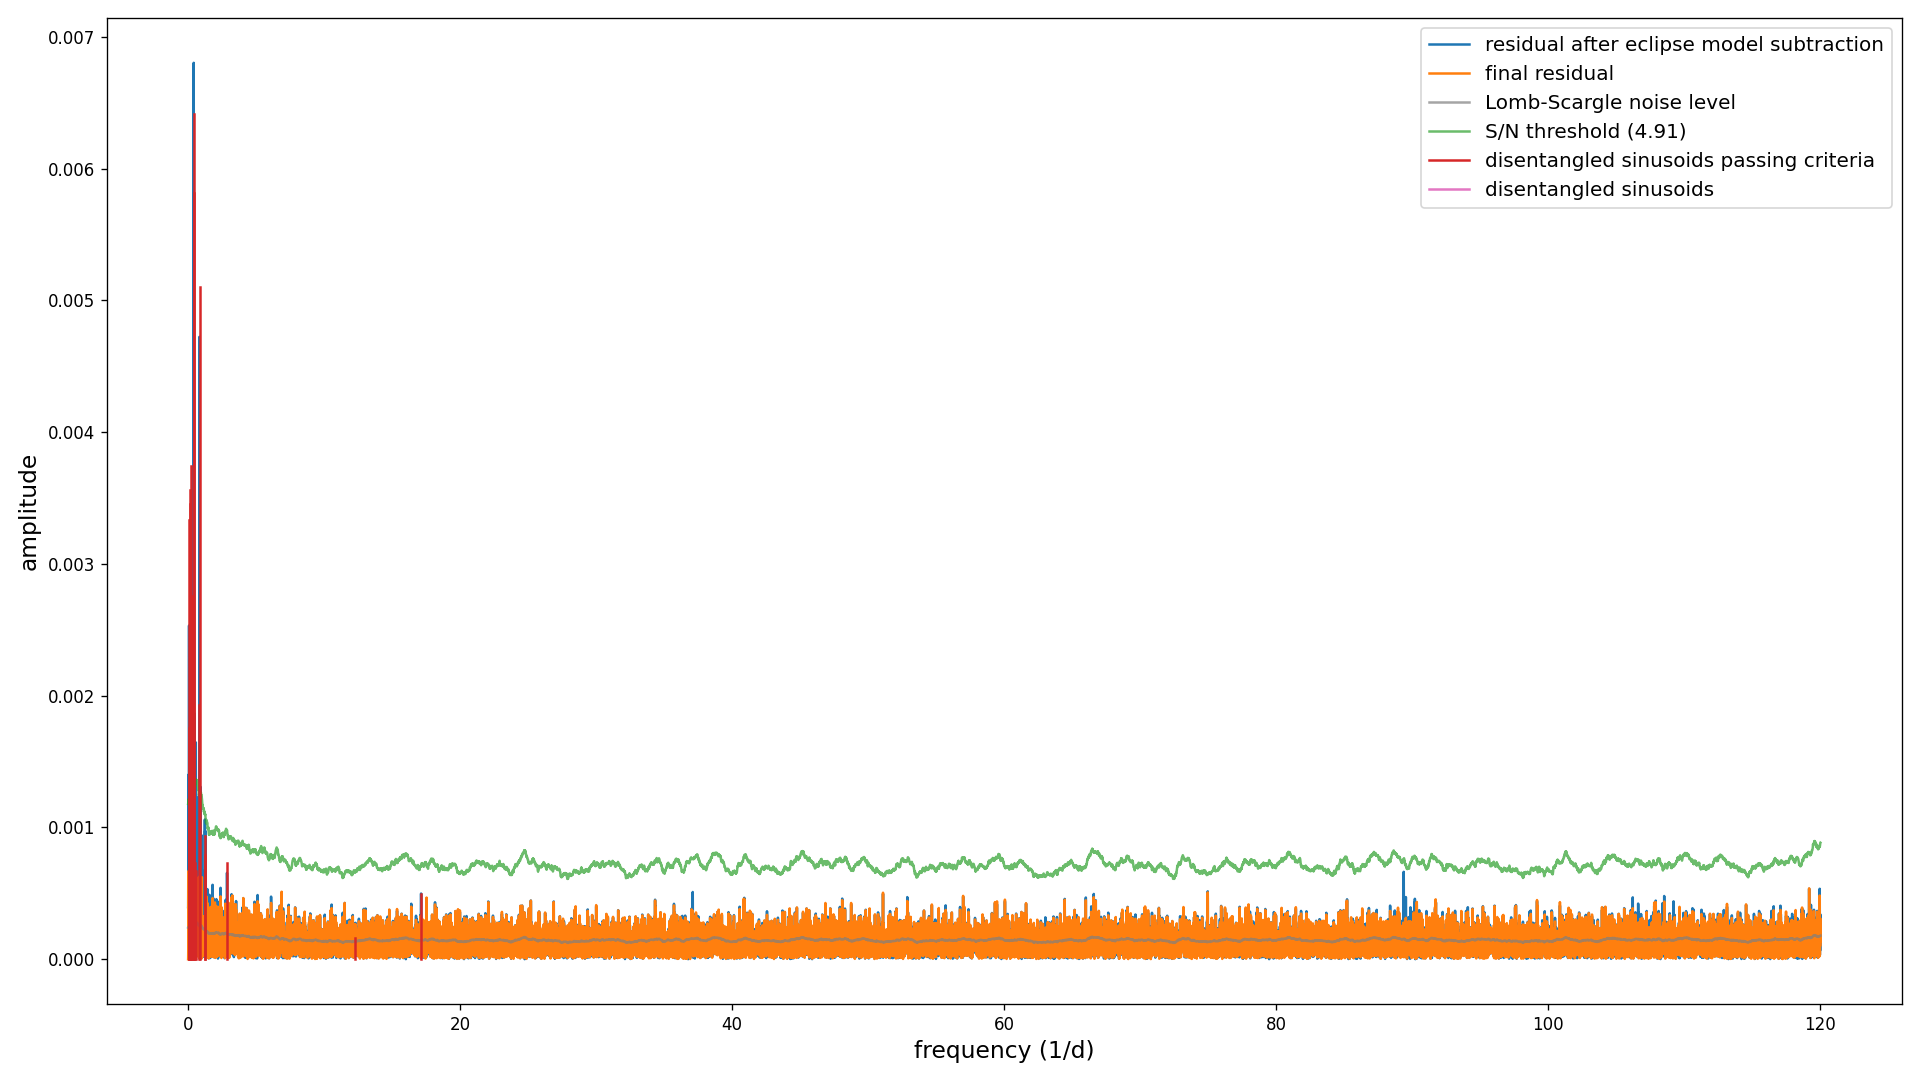 0.007
0.006
0.005
0.004
0.003
0.002
0.001
0.000
amplitude
0 20 40 60 80 100 120
frequency (1/d)
residual after eclipse model subtraction
final residual
Lomb-Scargle noise level
S/N threshold (4.91)
disentangled sinusoids passing criteria
disentangled sinusoids